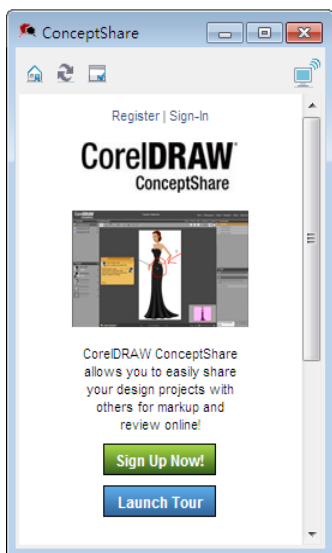 ConceptShare
Register | Sign-In
CorelDRAW
ConceptShare
CorelDRAW ConceptShare
allows you to easily share
your design projects with
others for markup and
review online!
Sign Up Now!
Launch Tour